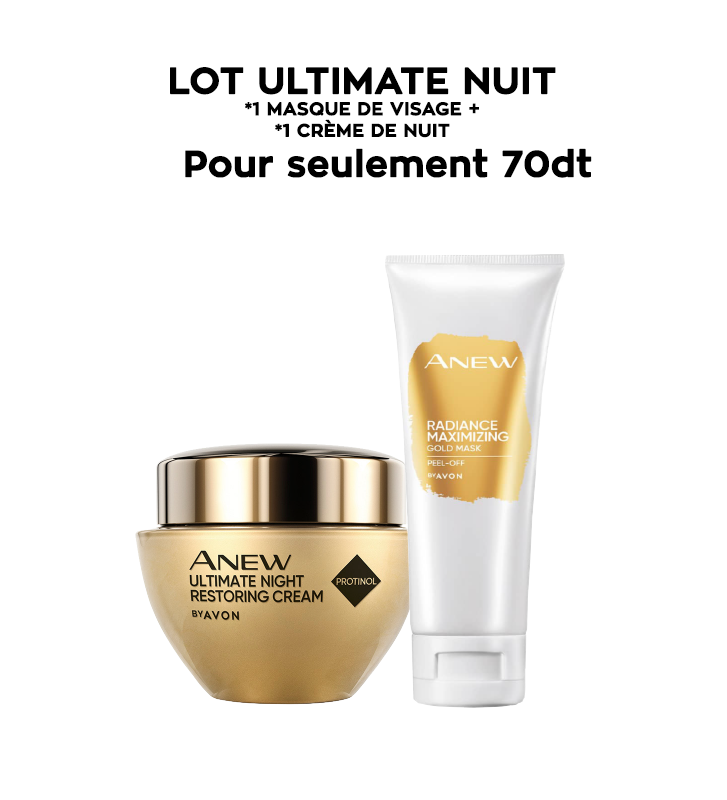 LOT ULTIMATE NUIT
*1 MASQUE DE VISAGE +
*1 CRÈME DE NUIT
Pour seulement 70dt
ANEW
RADIANCE
MAXIMIZING
GOLD MASK
PEEL-OFF
BY AVON
ANEW
ULTIMATE NIGHT
RESTORING CREAM
BY AVON
PROTINOL